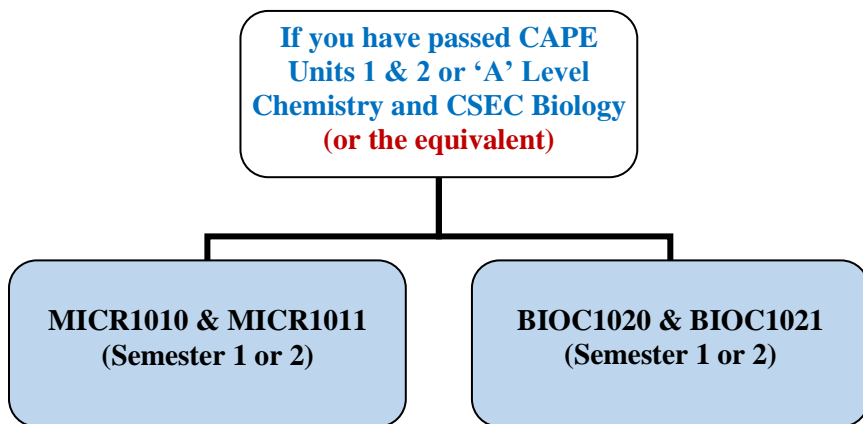 If you have passed CAPE
Units 1 & 2 or ‘A’ Level
Chemistry and CSEC Biology
(or the equivalent)
MICR1010 & MICR1011
(Semester 1 or 2)
BIOC1020 & BIOC1021
(Semester 1 or 2)